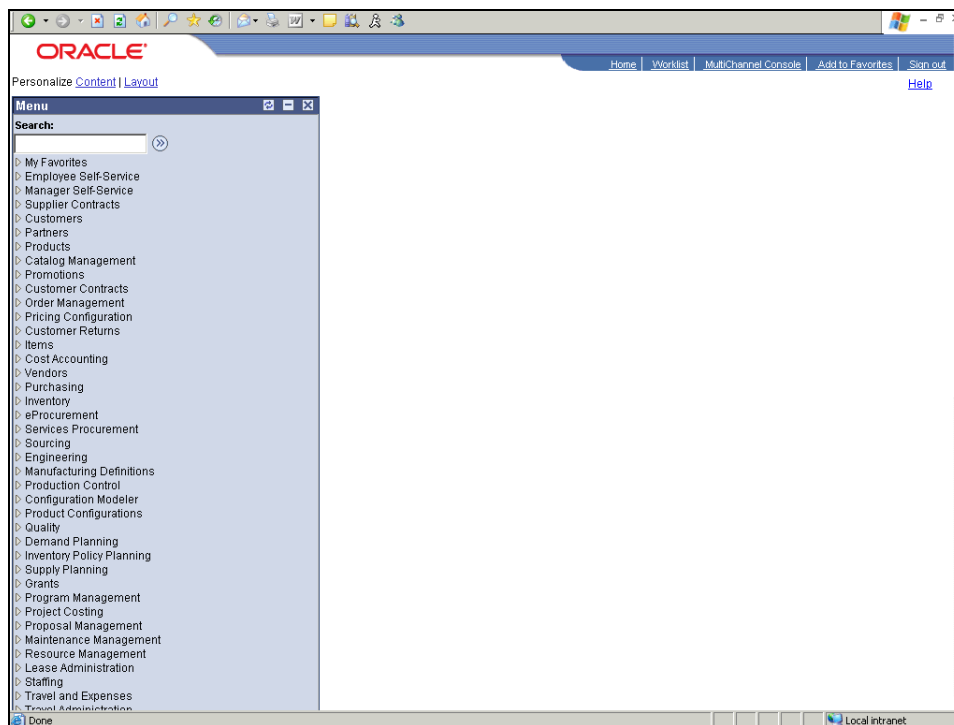 ORACLE'
Home | Worklist | MultiChannel Console | Add to Favorites | Sign out
Personalize Content | Layout
Help
Menu
Search:
My Favorites
Employee Self-Service
Manager Self-Service
Supplier Contracts
Customers
Partners
Products
Catalog Management
Promotions
Customer Contracts
Order Management
Pricing Configuration
Customer Returns
Items
Cost Accounting
Vendors
Purchasing
Inventory
eProcurement
Services Procurement
Sourcing
Engineering
Manufacturing Definitions
Production Control
Configuration Modeler
Product Configurations
Quality
Demand Planning
Inventory Policy Planning
Supply Planning
Grants
Program Management
Project Costing
Proposal Management
Maintenance Management
Resource Management
Lease Administration
Staffing
Travel and Expenses
Travel Administration
Done
Local intranet